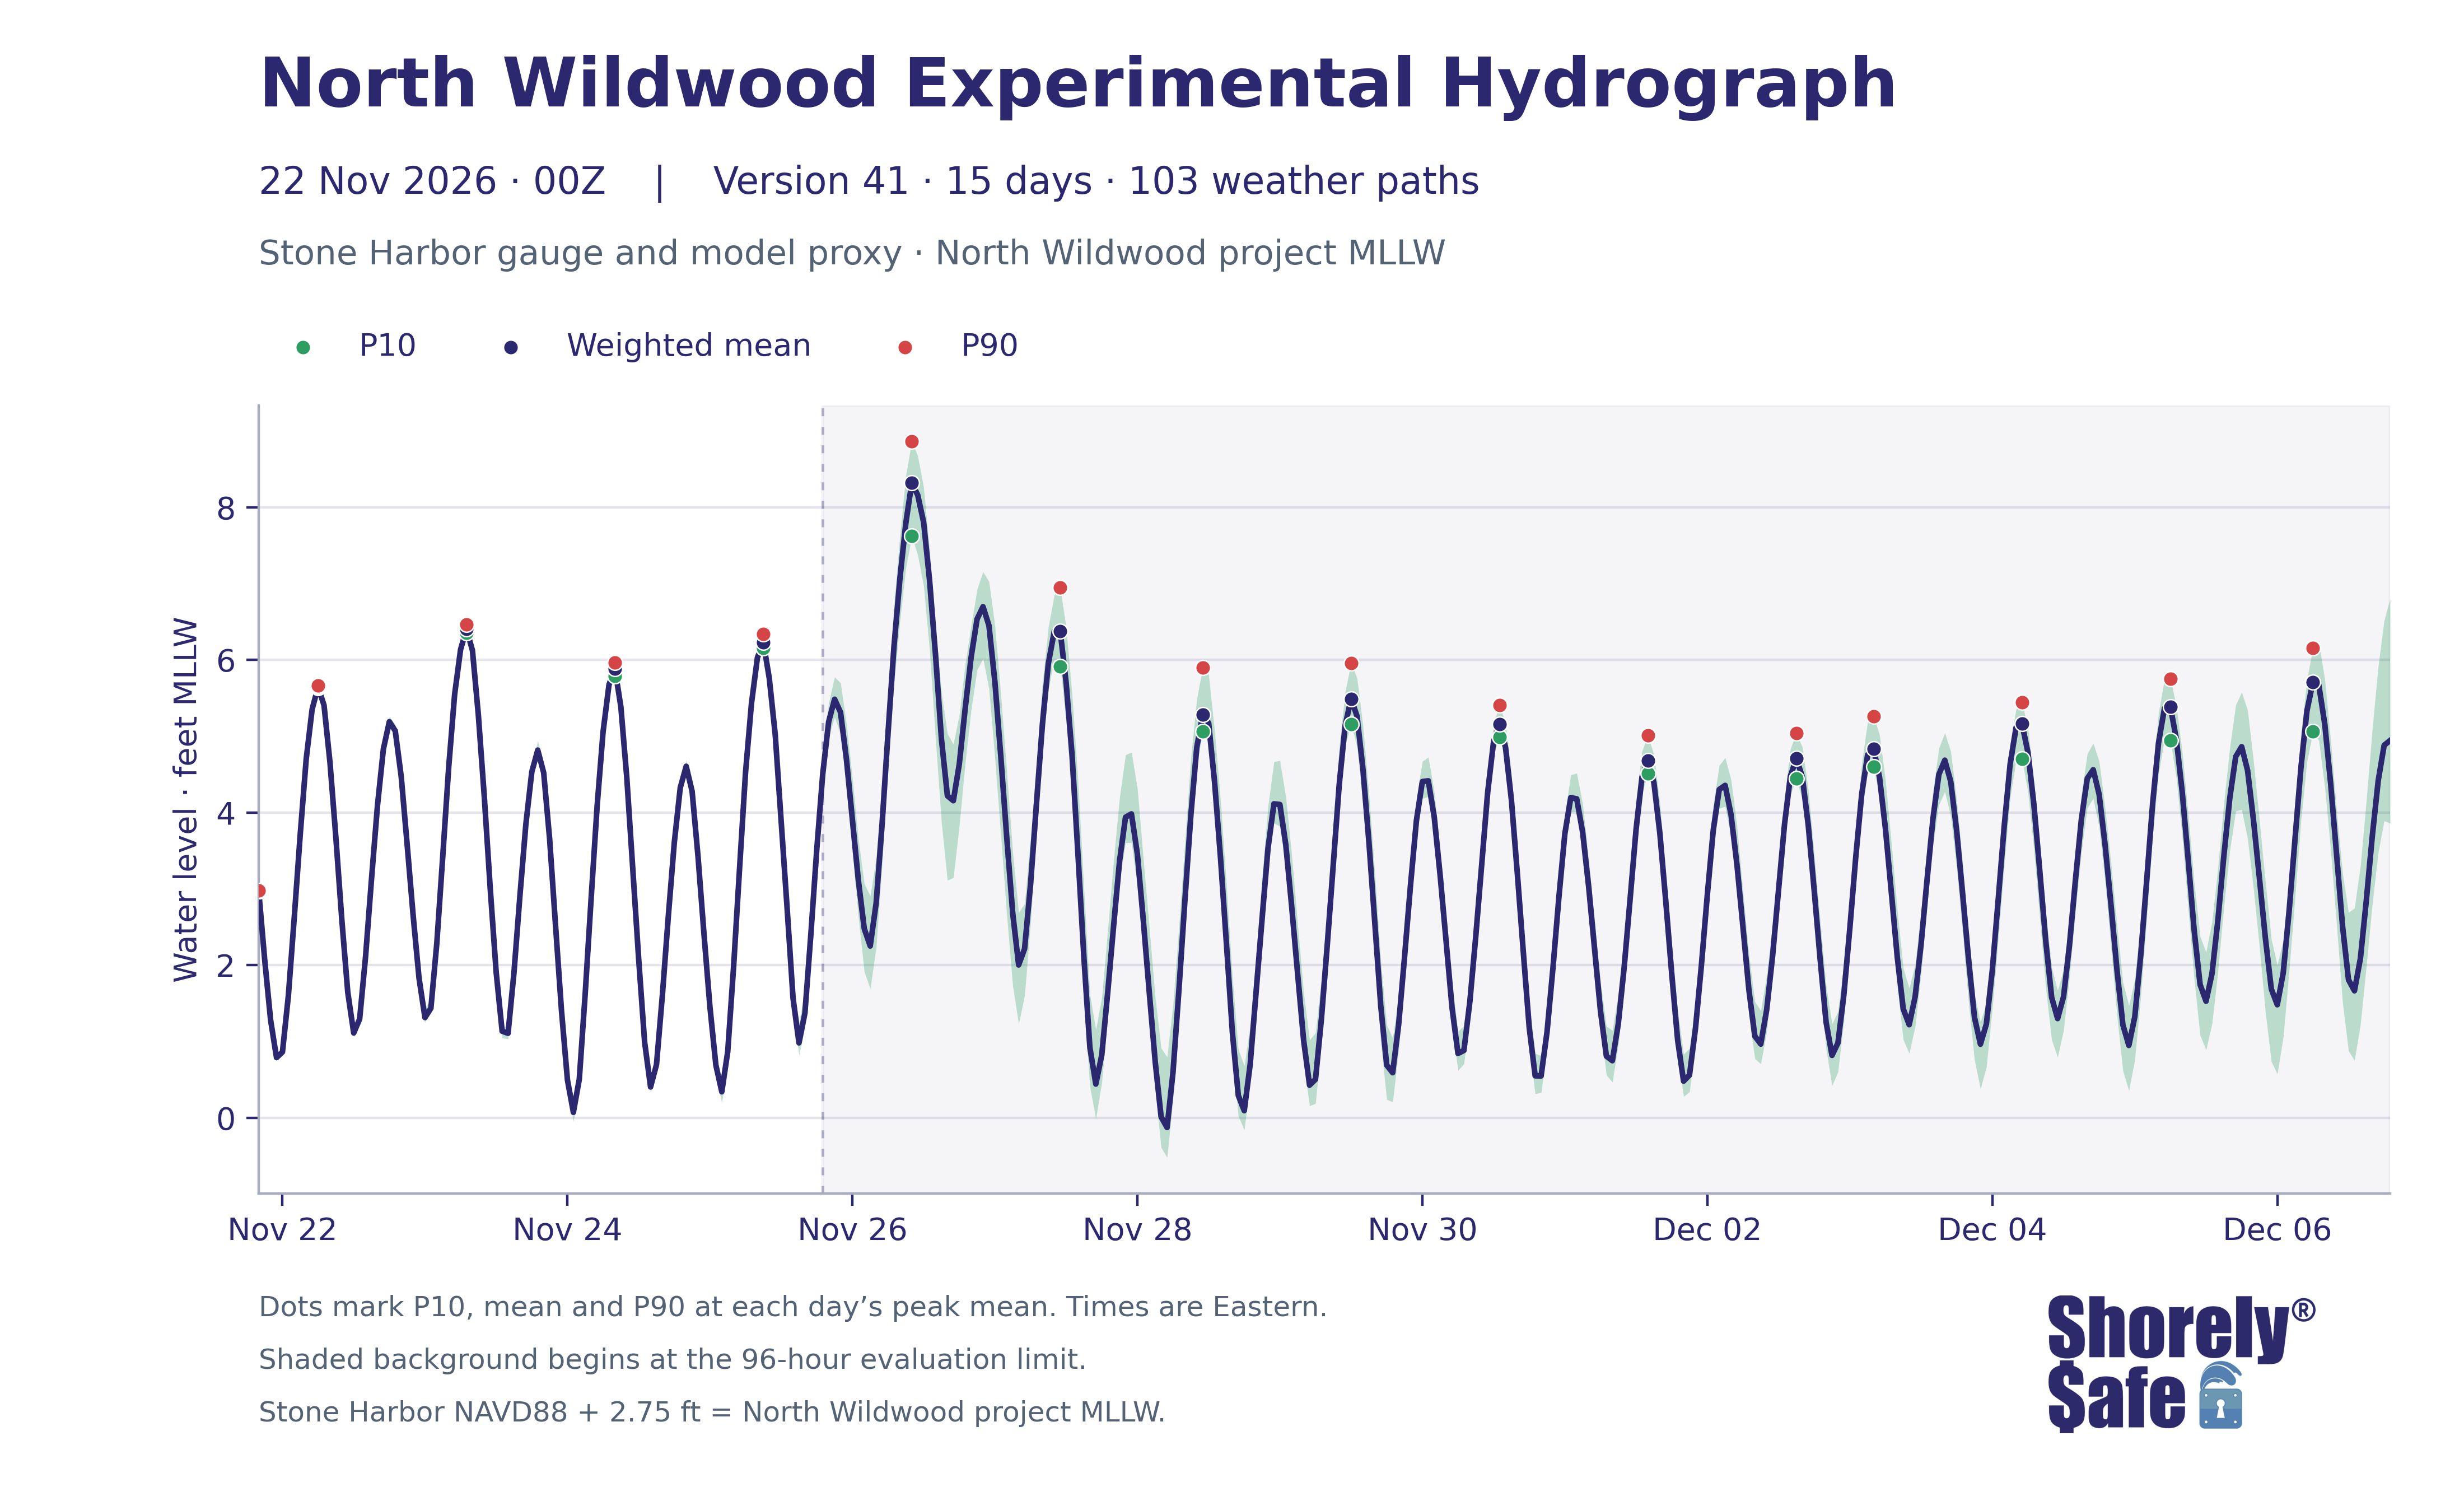 North Wildwood Experimental Hydrograph
22 Nov 2026 · 00Z | Version 41 · 15 days · 103 weather paths
Stone Harbor gauge and model proxy · North Wildwood project MLLW
P10 Weighted mean P90
Water level · feet MLLW
8
6
4
2
0
Nov 22 Nov 24 Nov 26 Nov 28 Nov 30 Dec 02 Dec 04 Dec 06
Dots mark P10, mean and P90 at each day’s peak mean. Times are Eastern.
Shaded background begins at the 96-hour evaluation limit.
Stone Harbor NAVD88 + 2.75 ft = North Wildwood project MLLW.
Shorely®
$afe